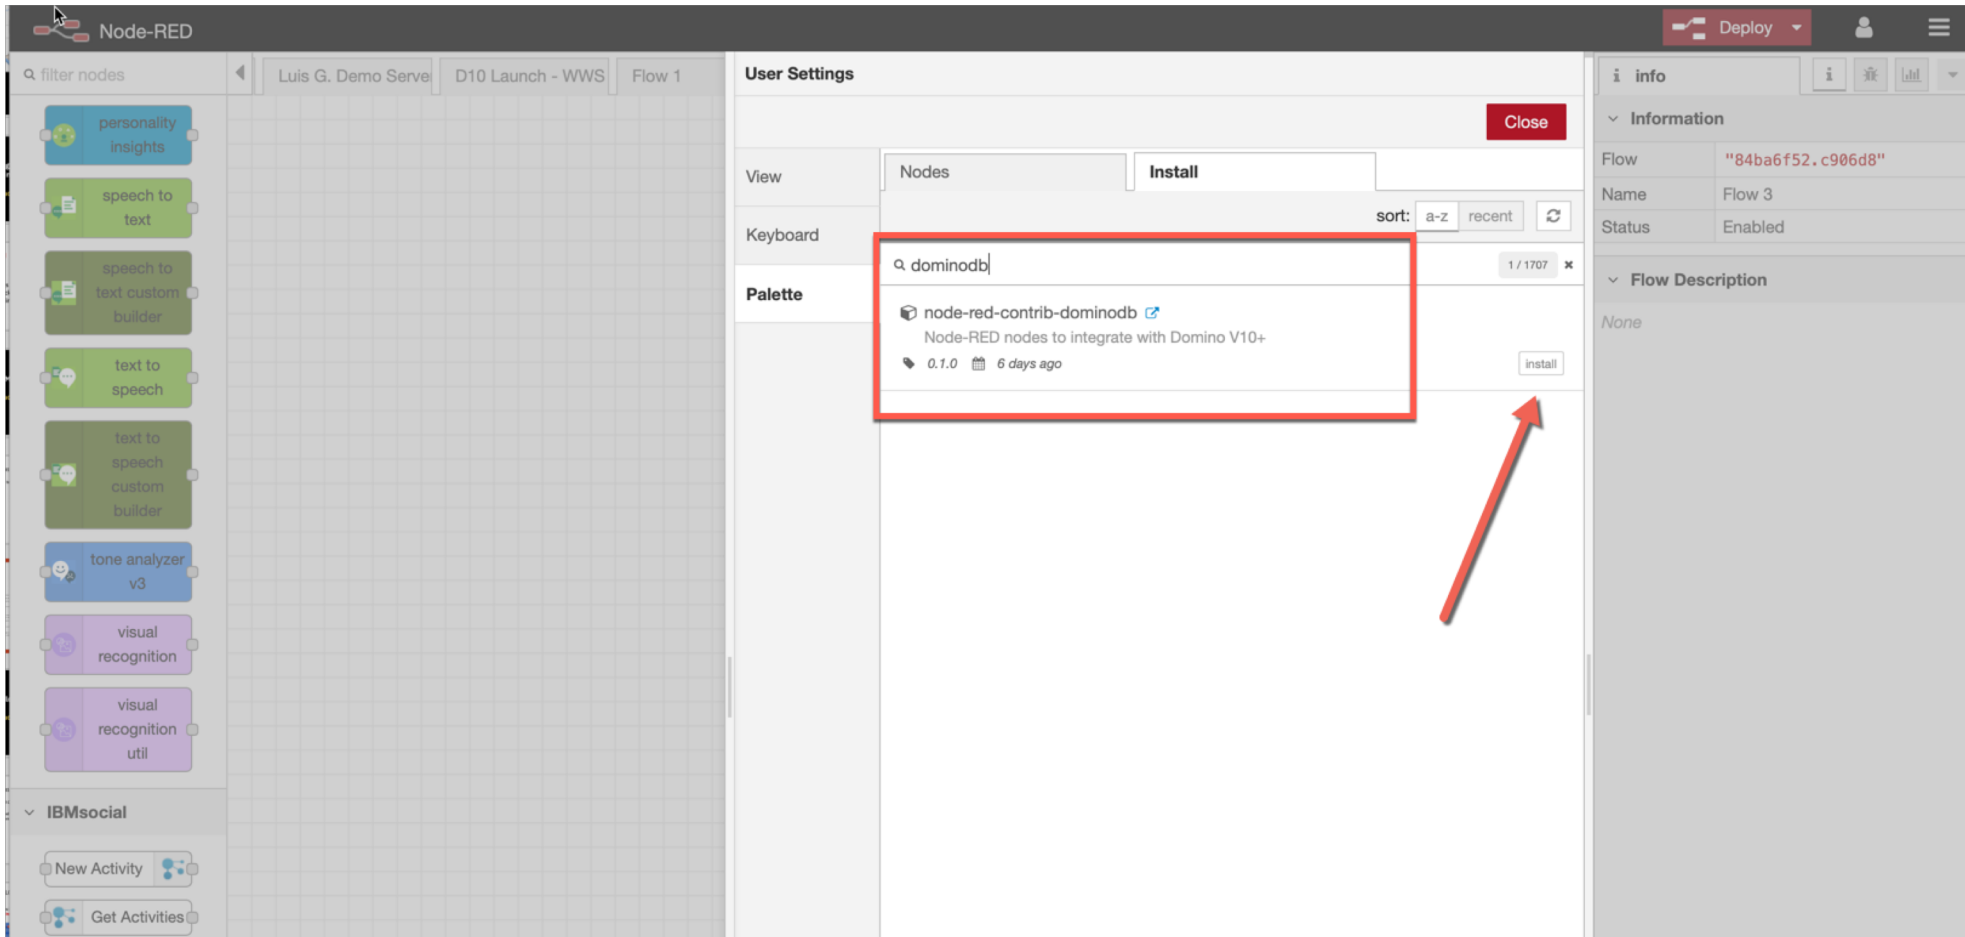 Node-RED
Deploy
filter nodes
Luis G. Demo Serve
D10 Launch - WWS
Flow 1
personality
insights
speech to
text
speech to
text custom
builder
text to
speech
text to
speech
custom
builder
tone analyzer
v3
visual
recognition
visual
recognition
util
IBMsocial
New Activity
Get Activities
User Settings
Close
View
Keyboard
Palette
Nodes
Install
sort: a-z recent
dominodb
1 / 1707
node-red-contrib-dominodb
Node-RED nodes to integrate with Domino V10+
0.1.0 6 days ago
install
i info
i
Information
Flow "84ba6f52.c906d8"
Name Flow 3
Status Enabled
Flow Description
None